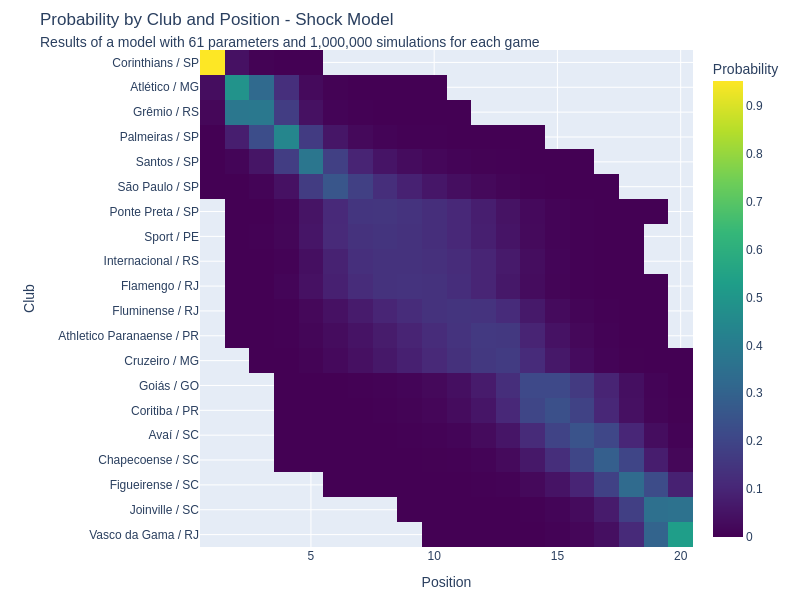 Probability by Club and Position - Shock Model
Results of a model with 61 parameters and 1,000,000 simulations for each game
Corinthians / SP
Atlético / MG
Grêmio / RS
Palmeiras / SP
Santos / SP
São Paulo / SP
Ponte Preta / SP
Sport / PE
Internacional / RS
Flamengo / RJ
Fluminense / RJ
Athletico Paranaense / PR
Cruzeiro / MG
Goiás / GO
Coritiba / PR
Avaí / SC
Chapecoense / SC
Figueirense / SC
Joinville / SC
Vasco da Gama / RJ
Club
5
10
15
20
Position
Probability
0.9
0.8
0.7
0.6
0.5
0.4
0.3
0.2
0.1
0